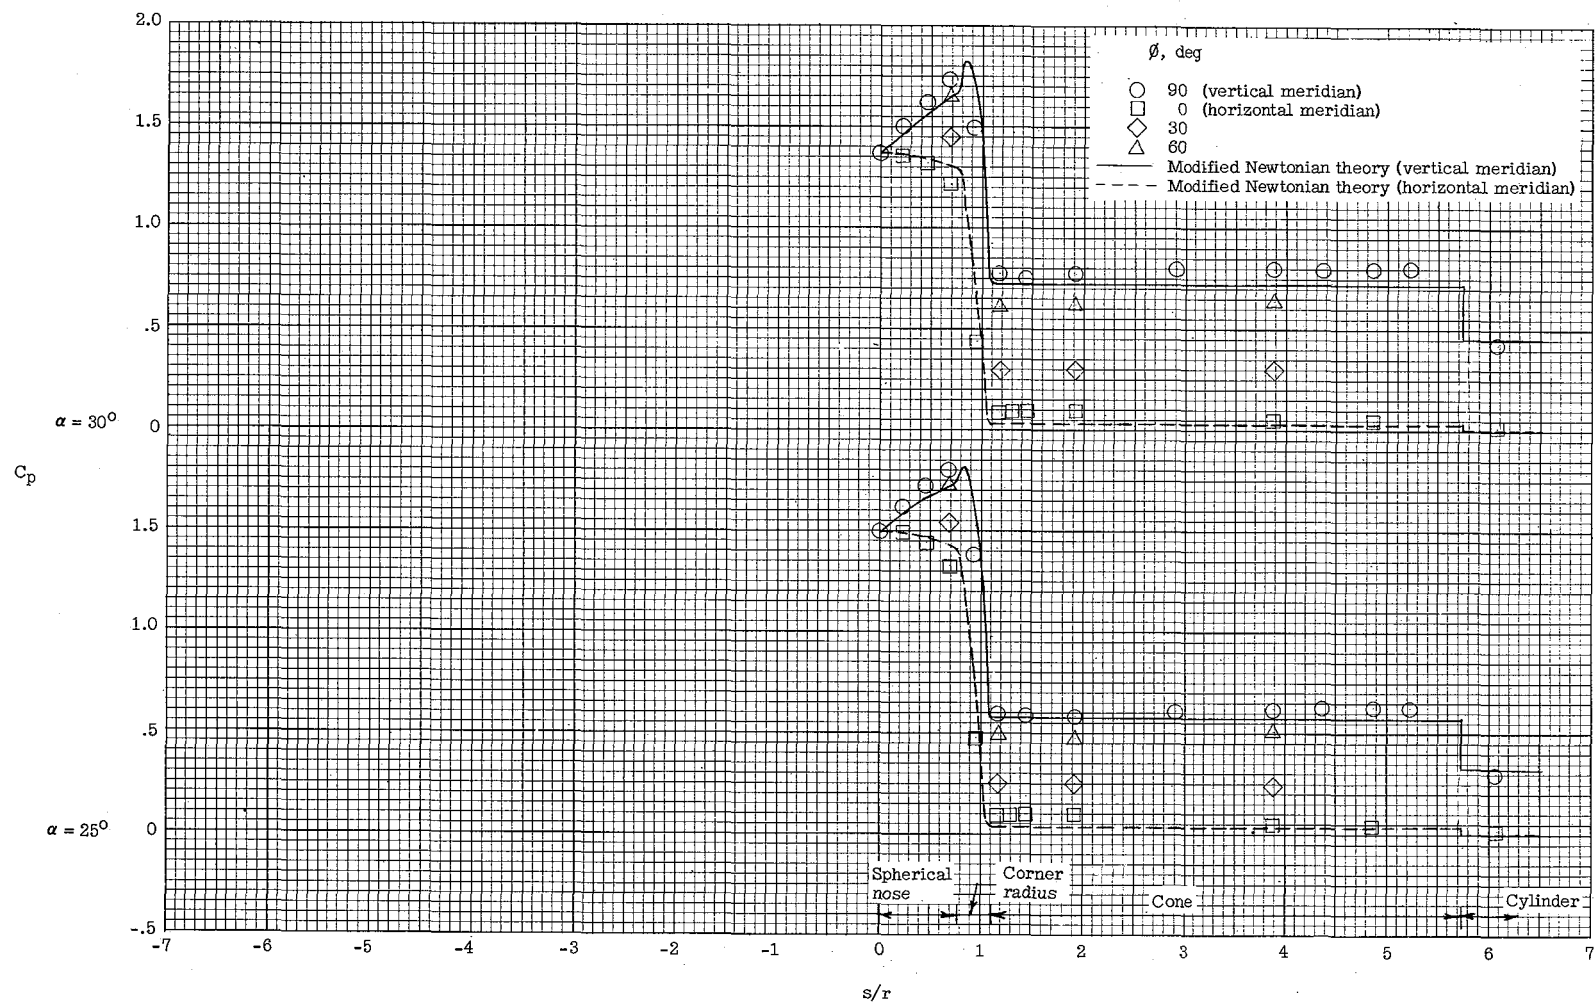 2.0
Ø, deg
90 (vertical meridian)
0 (horizontal meridian)
30
60
Modified Newtonian theory (vertical meridian)
Modified Newtonian theory (horizontal meridian)
1.5
1.0
.5
α = 30°
0
Cp
1.5
1.0
.5
α = 25°
0
Spherical
nose
Corner
radius
Cone
Cylinder
-.5
-7 -6 -5 -4 -3 -2 -1 0 1 2 3 4 5 6 7
s/r